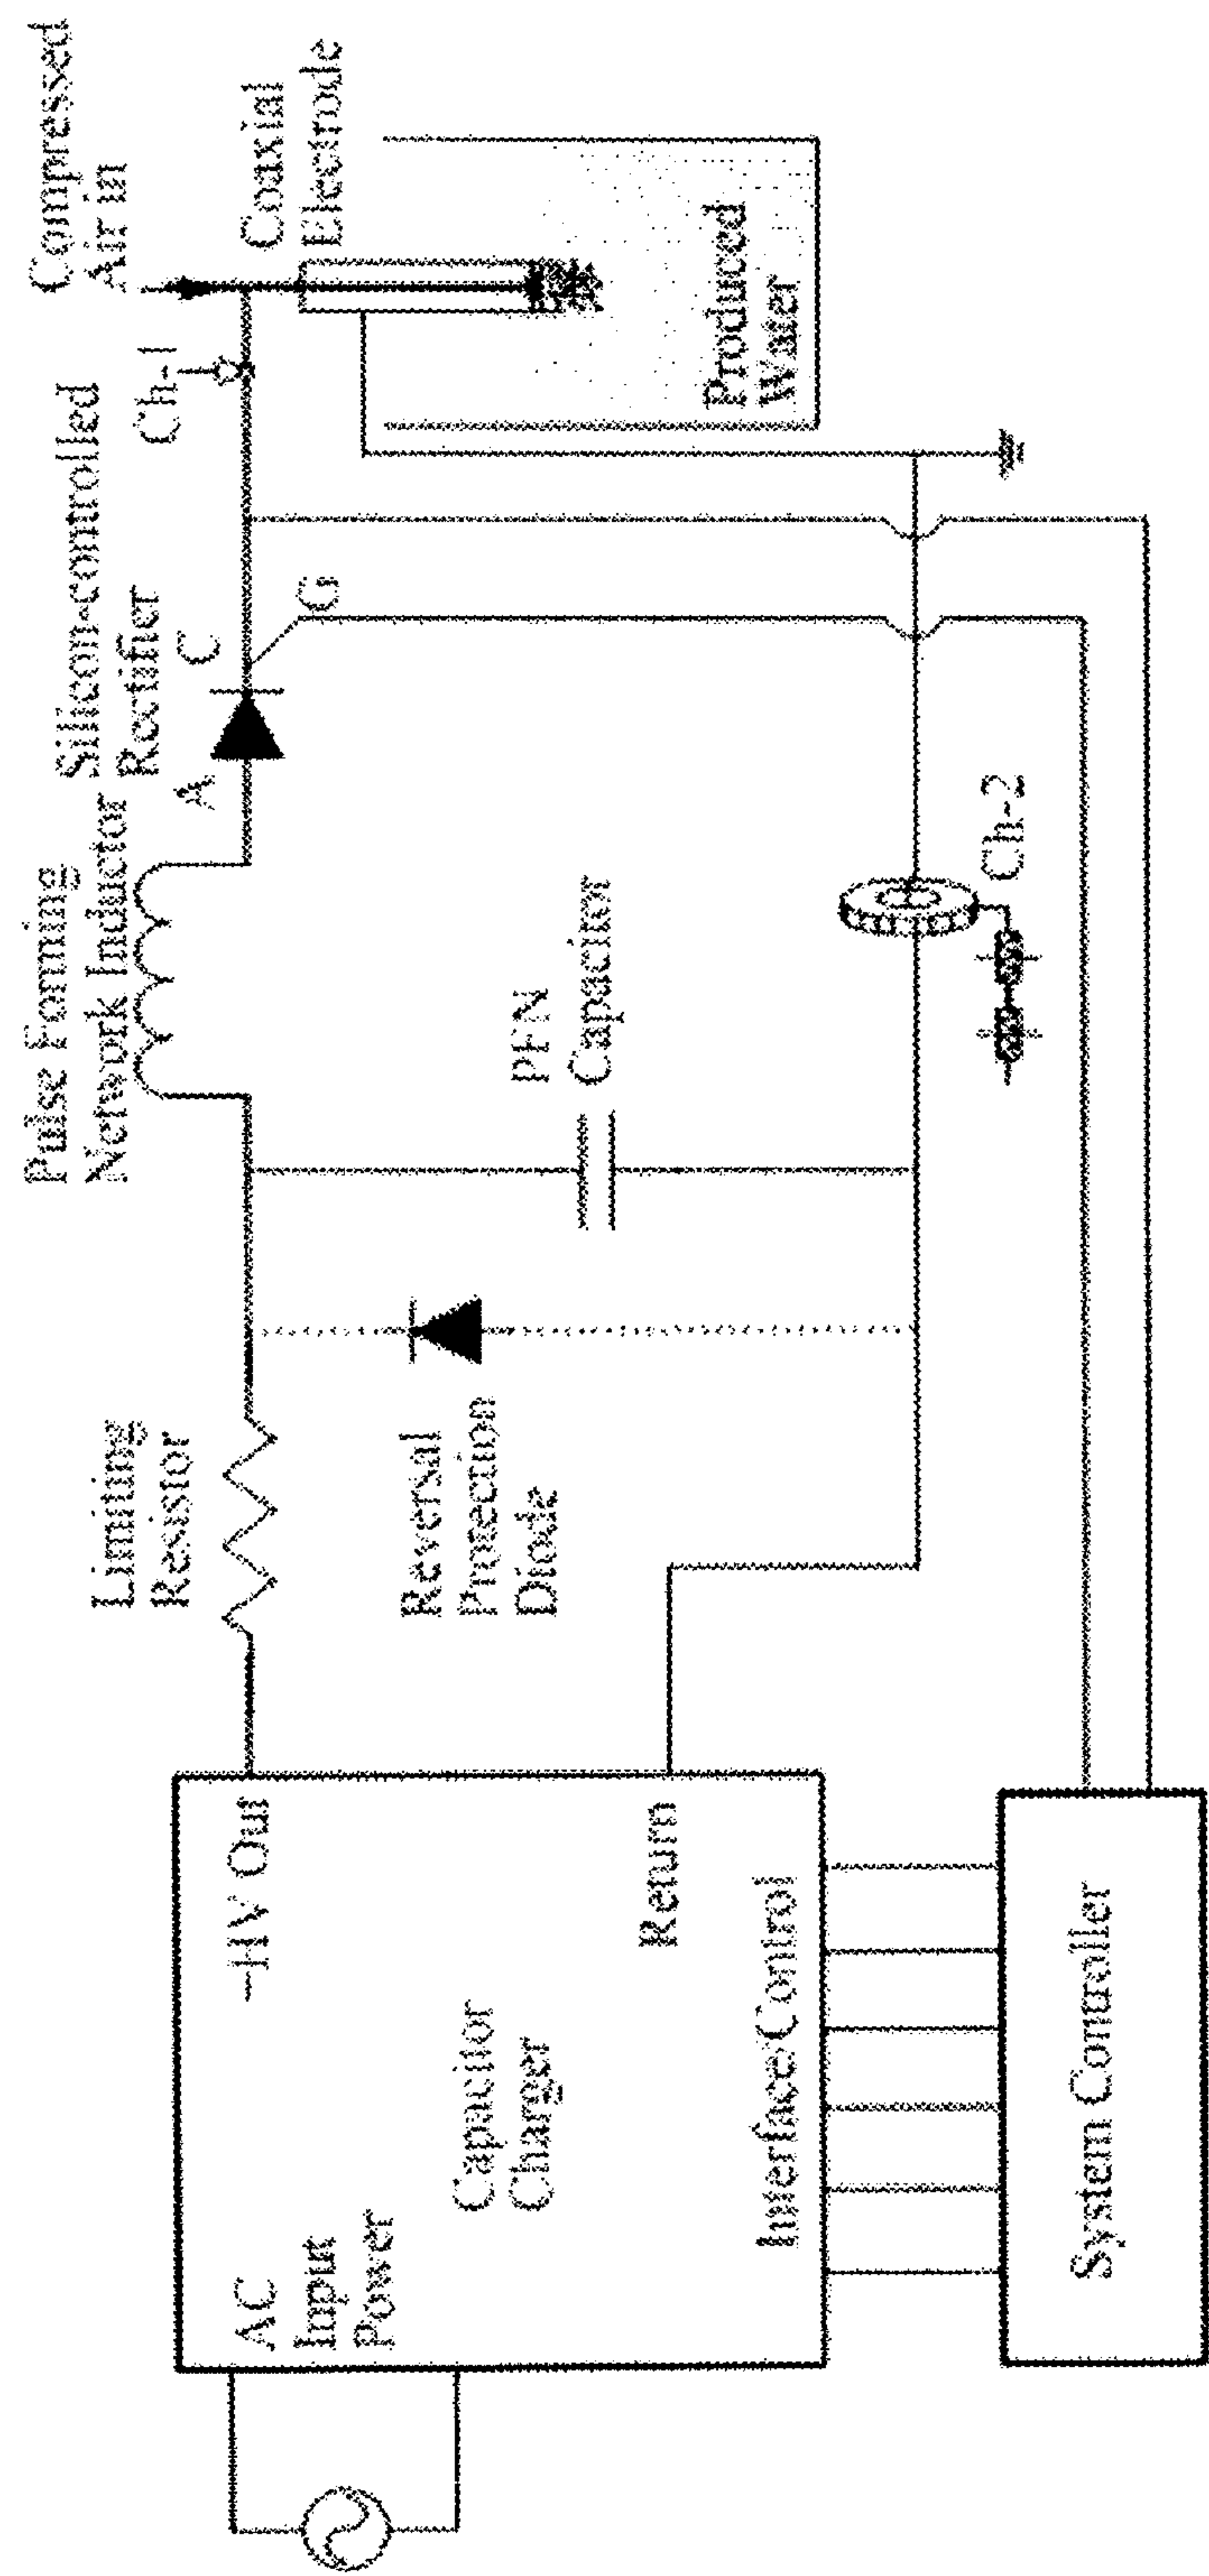 Compressed
Air in
Coaxial
Electrode
Ch-1
Silicon-controlled
Rectifier
A
C
G
Pulse Forming
Network Inductor
Limiting
Resistor
Reversal
Protection
Diode
PFN
Capacitor
Ch-2
Produced
Water
AC
Input
Power
–HV Out
Capacitor
Charger
Return
Interface/Control
System Controller